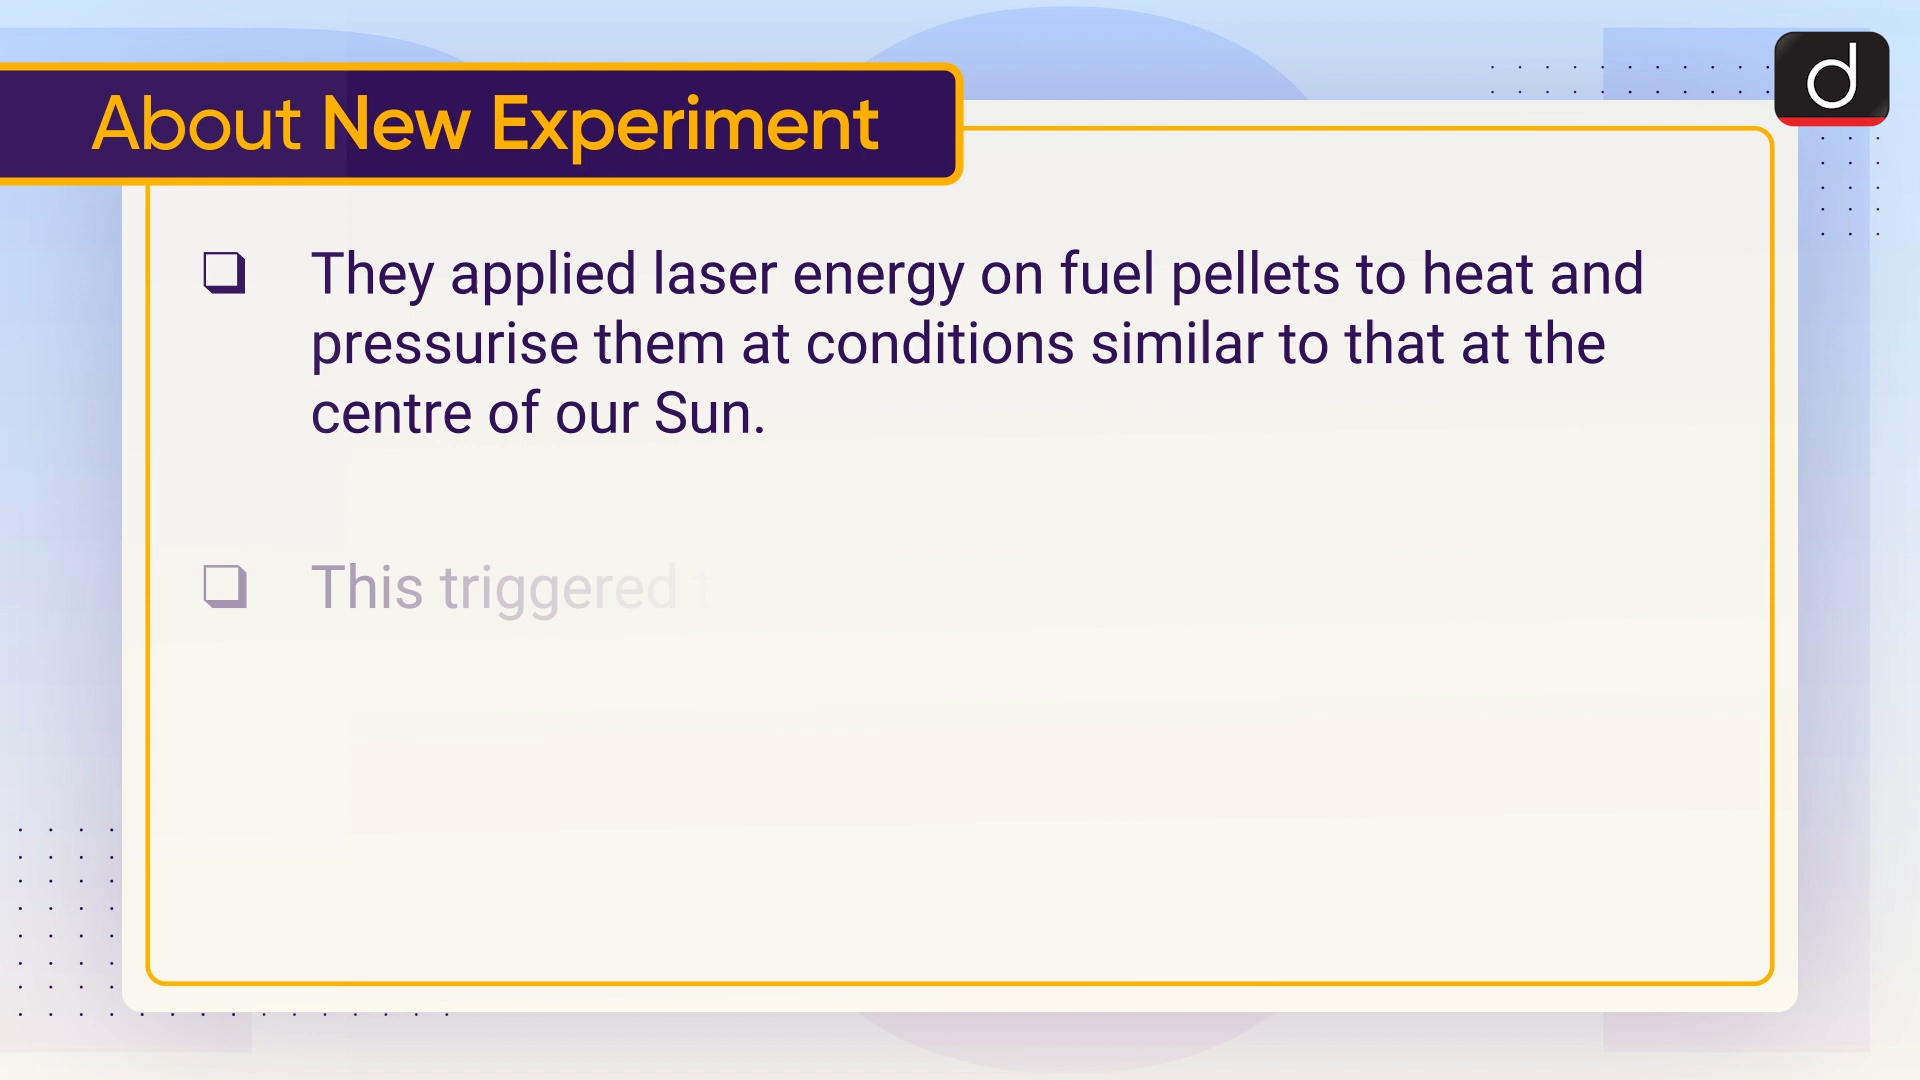 About New Experiment
❑ They applied laser energy on fuel pellets to heat and
pressurise them at conditions similar to that at the
centre of our Sun.
❑ This triggered t
d